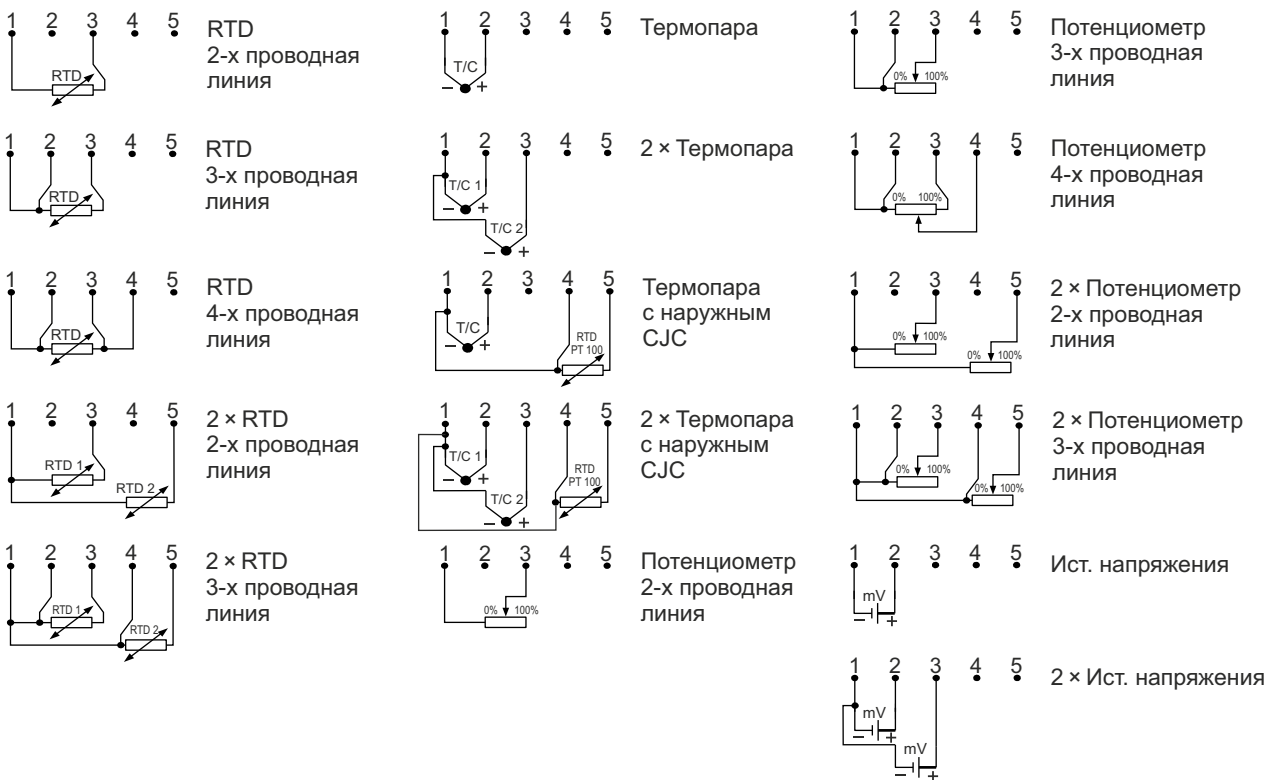 1 2 3 4 5
RTD
RTD
2-х проводная
линия
1 2 3 4 5
RTD
RTD
3-х проводная
линия
1 2 3 4 5
RTD
RTD
4-х проводная
линия
1 2 3 4 5
RTD 1
RTD 2
2 × RTD
2-х проводная
линия
1 2 3 4 5
RTD 1
RTD 2
2 × RTD
3-х проводная
линия
1 2 3 4 5
T/C
– +
Термопара
1 2 3 4 5
T/C 1
– +
T/C 2
– +
2 × Термопара
1 2 3 4 5
T/C
– +
RTD
PT 100
Термопара
с наружным
CJC
1 2 3 4 5
T/C 1
– +
T/C 2
– +
RTD
PT 100
2 × Термопара
с наружным
CJC
1 2 3 4 5
0% 100%
Потенциометр
2-х проводная
линия
1 2 3 4 5
0% 100%
Потенциометр
3-х проводная
линия
1 2 3 4 5
0% 100%
Потенциометр
4-х проводная
линия
1 2 3 4 5
0% 100%
0% 100%
2 × Потенциометр
2-х проводная
линия
1 2 3 4 5
0% 100%
0% 100%
2 × Потенциометр
3-х проводная
линия
1 2 3 4 5
mV
– +
Ист. напряжения
1 2 3 4 5
mV
– +
mV
– +
2 × Ист. напряжения